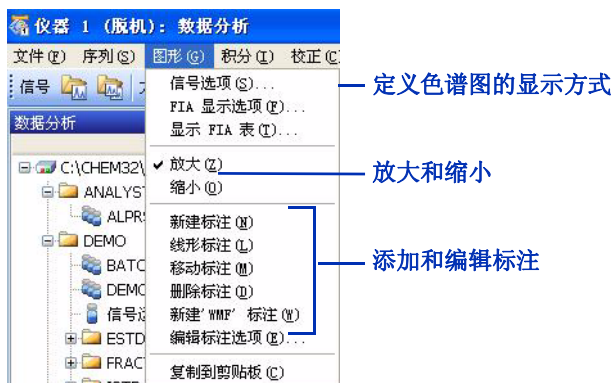 仪器 1 (脱机): 数据分析
文件(F) 序列(S) 图形(G) 积分(I) 校正(C
信号
数据分析
C:\CHEM32\
ANALYS
ALPRS
DEMO
BATC
DEMC
ESTD
FRAC
信号选项(S)...
FIA 显示选项(F)...
显示 FIA 表(T)...
放大(Z)
缩小(O)
新建标注(N)
线形标注(L)
移动标注(M)
删除标注(D)
新建'WMF' 标注(W)
编辑标注选项(E)...
复制到剪贴板(C)
定义色谱图的显示方式
放大和缩小
添加和编辑标注